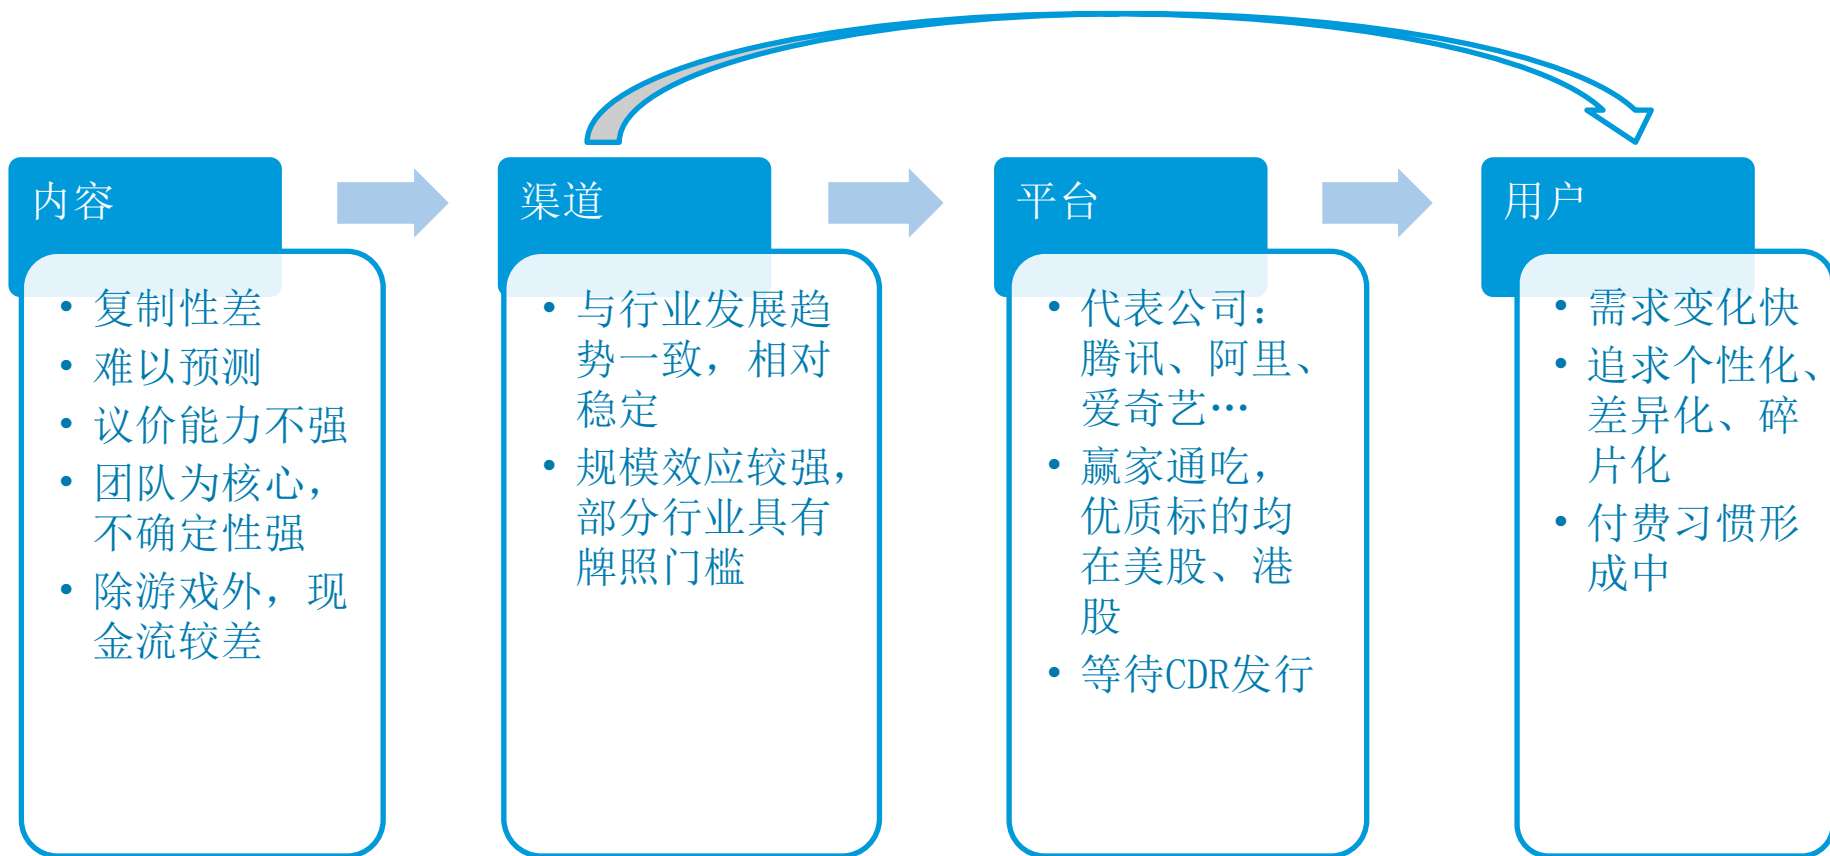 内容
• 复制性差
• 难以预测
• 议价能力不强
• 团队为核心，
不确定性强
• 除游戏外，现
金流较差
渠道
• 与行业发展趋
势一致，相对
稳定
• 规模效应较强，
部分行业具有
牌照门槛
平台
• 代表公司：
腾讯、阿里、
爱奇艺…
• 赢家通吃，
优质标的均
在美股、港
股
• 等待CDR发行
用户
• 需求变化快
• 追求个性化、
差异化、碎
片化
• 付费习惯形
成中